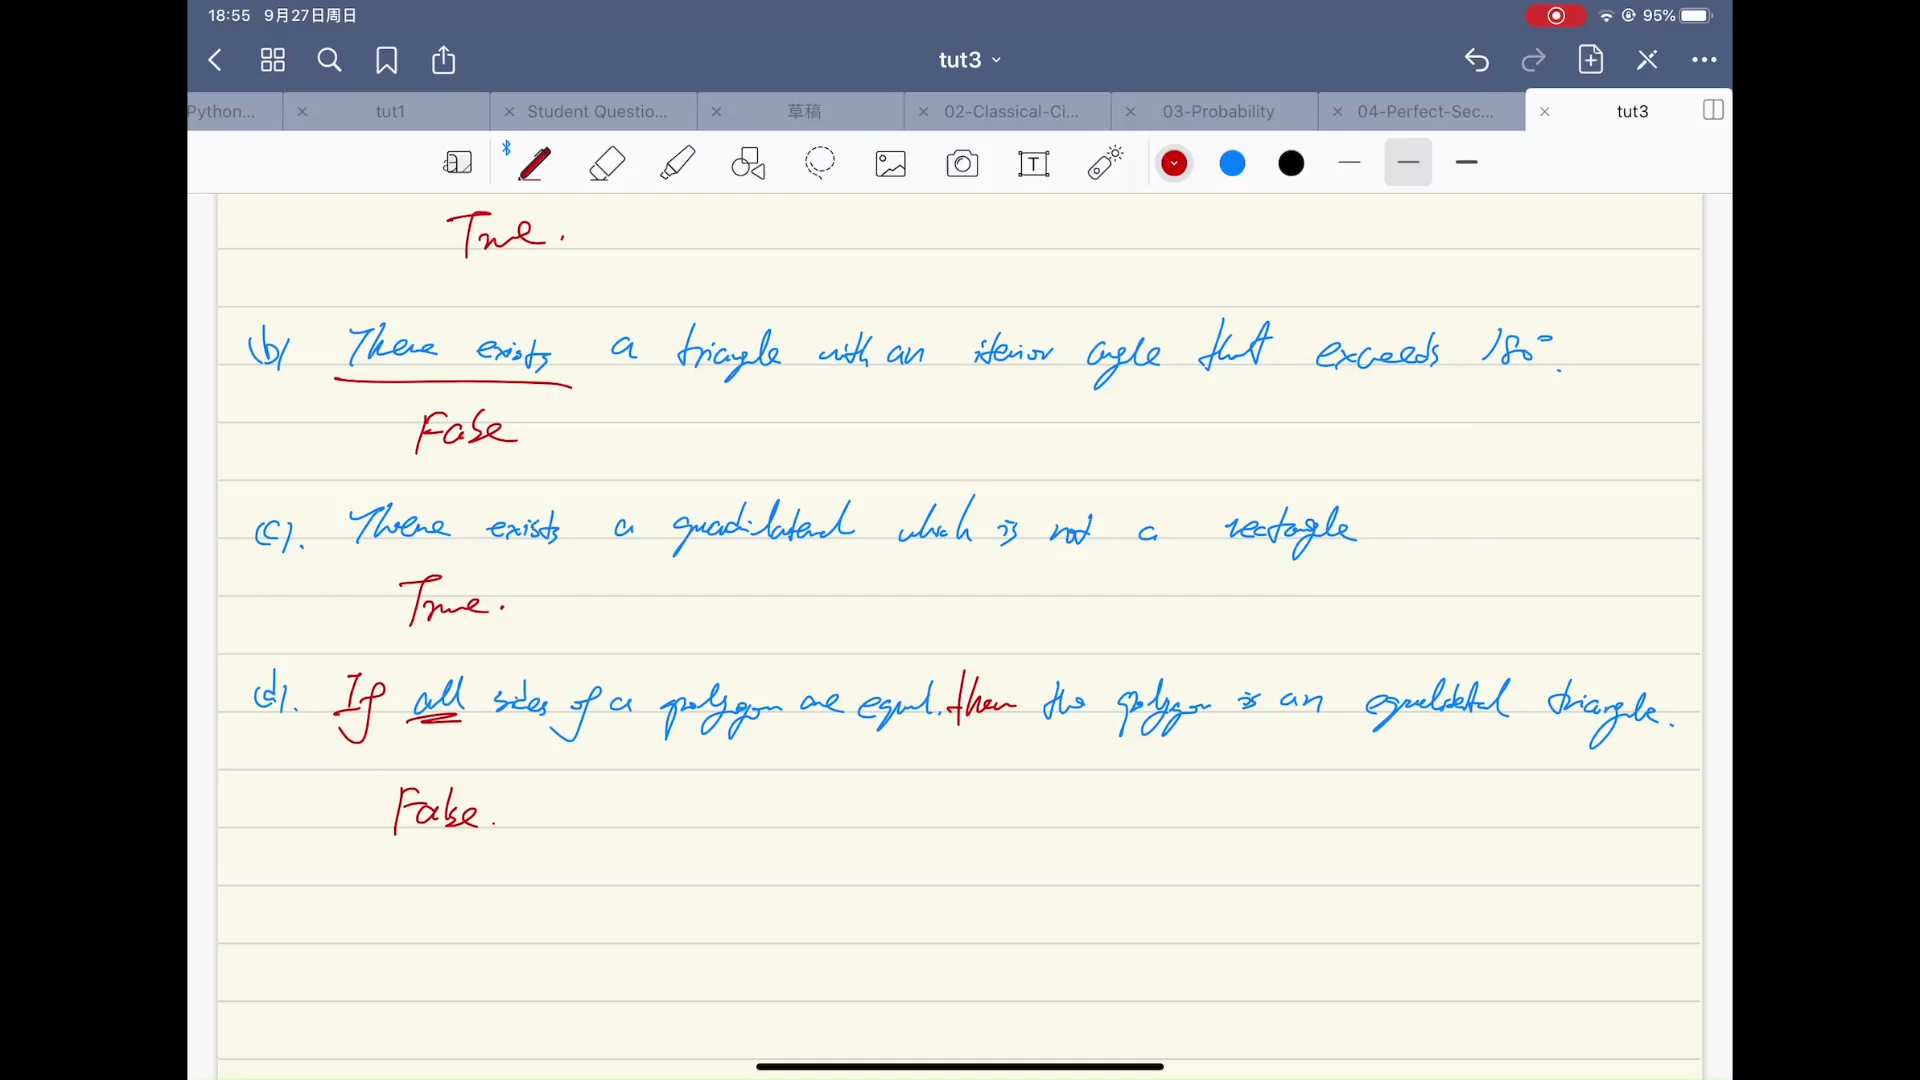 18:55 9月27日周日
95%
tut3
Python...
tut1
Student Questio...
草稿
02-Classical-Ci...
03-Probability
04-Perfect-Sec...
tut3
T
True.
(b) There exists a triangle with an iterior angle that exceeds 180°.
False
(c). There exists a quadilateral which is not a rectangle
True.
(d). If all sides of a polygon are equal. then the polygon is an equilateral triangle.
False.